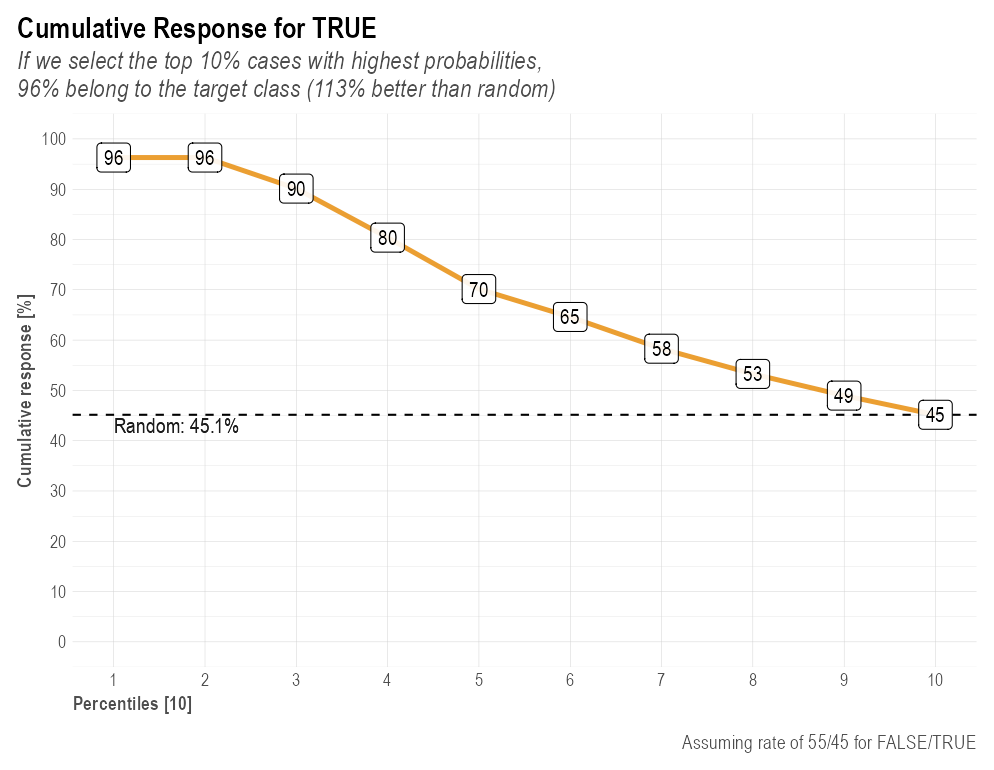 Cumulative Response for TRUE
If we select the top 10% cases with highest probabilities,
96% belong to the target class (113% better than random)
Cumulative response [%]
100
90
80
70
60
50
40
30
20
10
0
96
96
90
80
70
65
58
53
49
45
Random: 45.1%
1 2 3 4 5 6 7 8 9 10
Percentiles [10]
Assuming rate of 55/45 for FALSE/TRUE